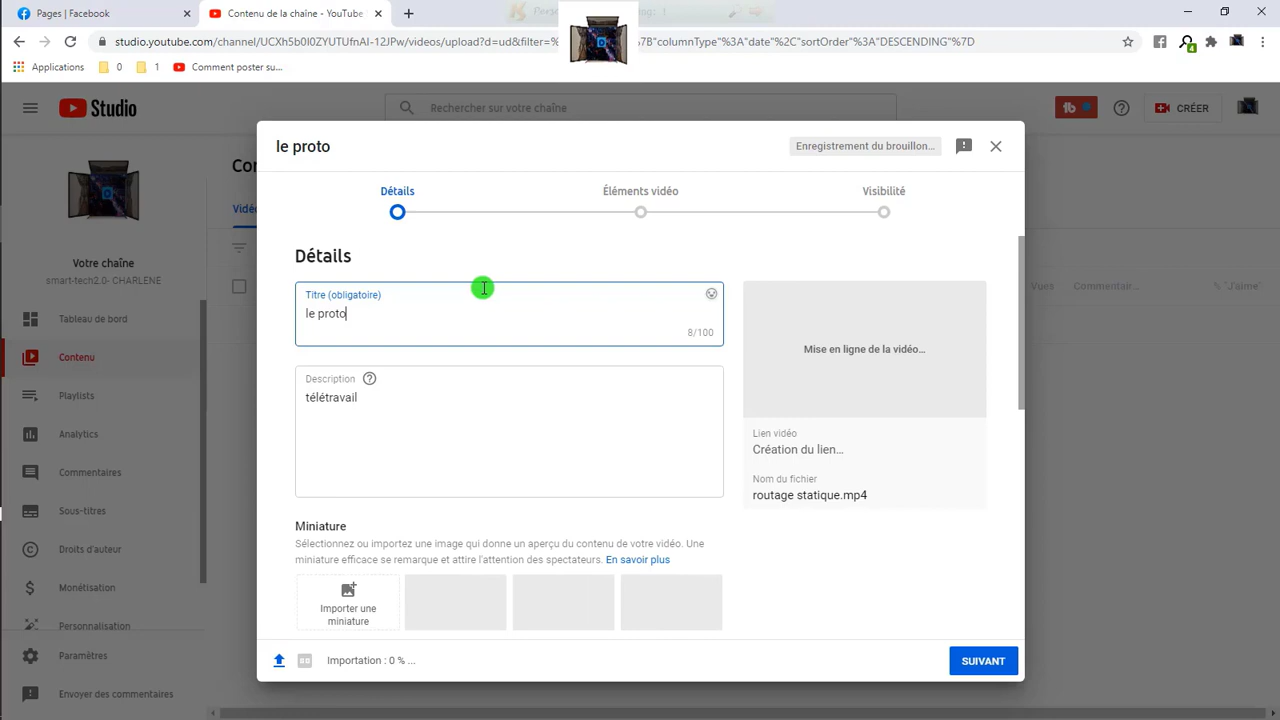 Pages | Facebook
Contenu de la chaîne - YouTube
studio.youtube.com/channel/UCXh5b0I0ZYUTUfnAI-12JPw/videos/upload?d=ud&filter=%
7B"columnType"%3A"date"%2C"sortOrder"%3A"DESCENDING"%7D
4
Applications
0
1
Comment poster su...
Studio
Rechercher sur votre chaîne
CRÉER
le proto
Enregistrement du brouillon...
Détails
Éléments vidéo
Visibilité
Votre chaîne
smart-tech2.0- CHARLENE
Tableau de bord
Contenu
Playlists
Analytics
Commentaires
Sous-titres
Droits d'auteur
Monétisation
Personnalisation
Paramètres
Envoyer des commentaires
Vidé
Vues
Commentair...
% "J'aime"
Détails
Titre (obligatoire)
le proto
8/100
Description
télétravail
Mise en ligne de la vidéo...
Lien vidéo
Création du lien...
Nom du fichier
routage statique.mp4
Miniature
Sélectionnez ou importez une image qui donne un aperçu du contenu de votre vidéo. Une
miniature efficace se remarque et attire l'attention des spectateurs. En savoir plus
Importer une
miniature
Importation : 0 % ...
SUIVANT